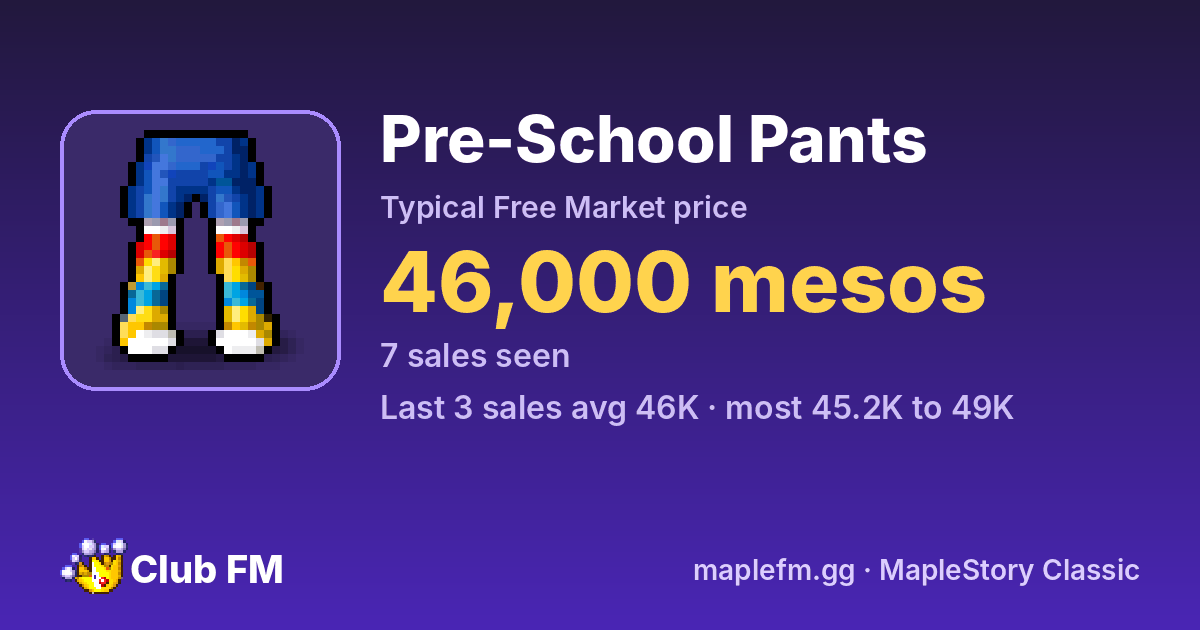 Pre-School Pants
Typical Free Market price
46,000 mesos
7 sales seen
Last 3 sales avg 46K · most 45.2K to 49K
Club FM
maplefm.gg · MapleStory Classic